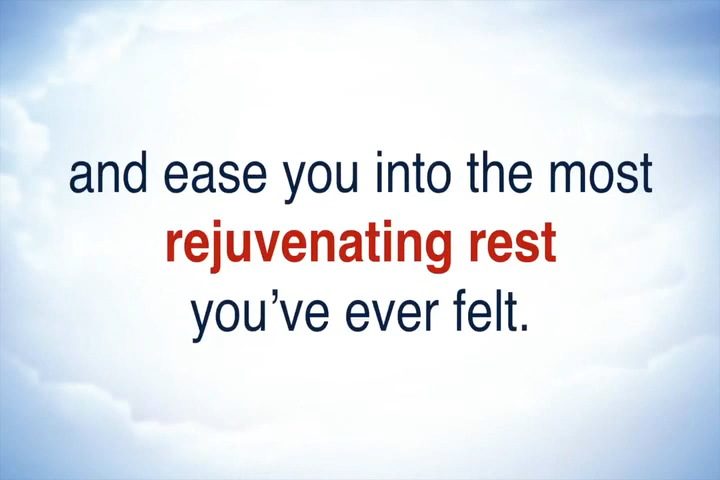 and ease you into the most
rejuvenating rest
you’ve ever felt.